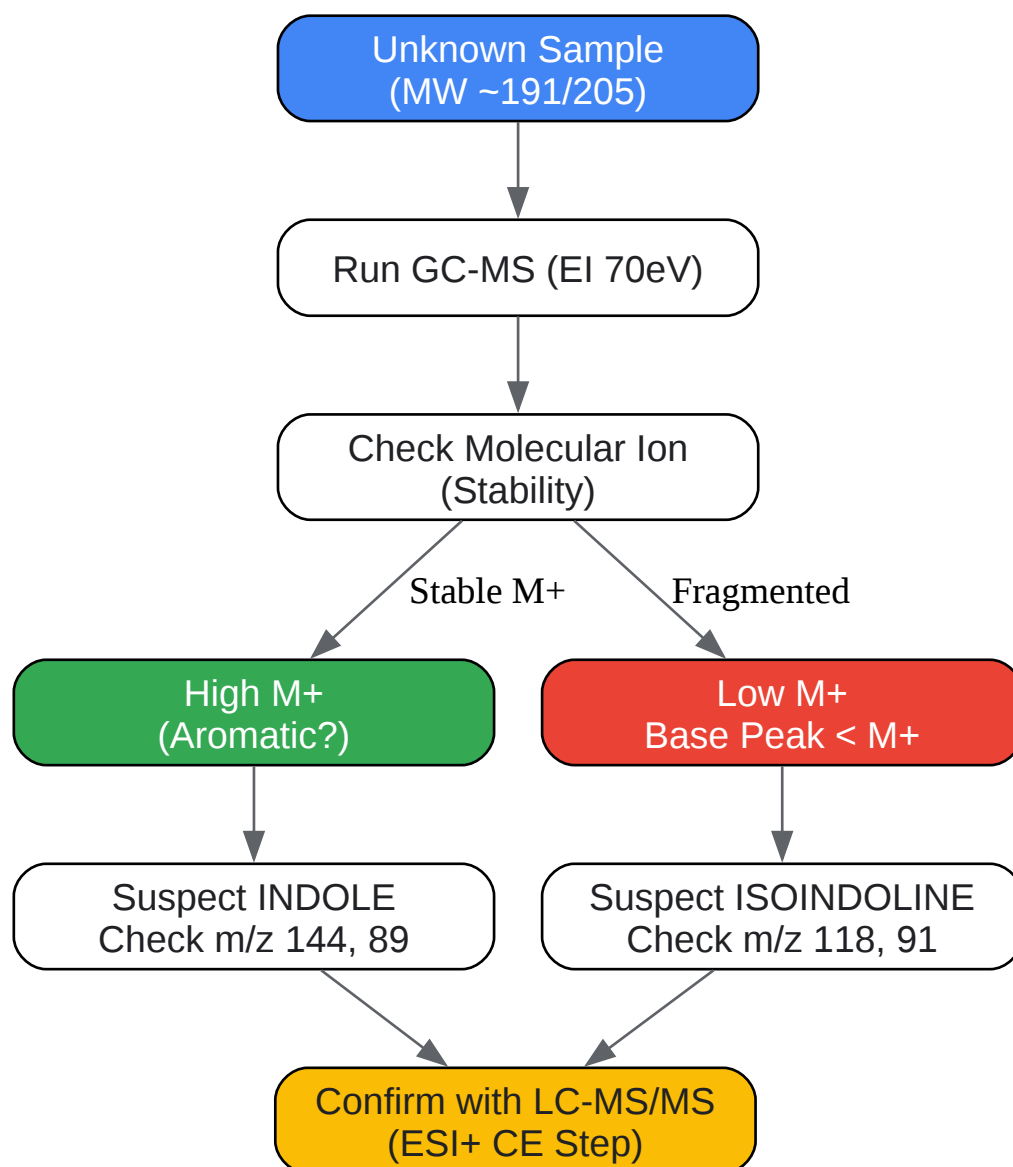 Unknown Sample
(MW ~191/205)
Run GC-MS (EI 70eV)
Check Molecular Ion
(Stability)
Stable M+
Fragmented
High M+
(Aromatic?)
Low M+
Base Peak < M+
Suspect INDOLE
Check m/z 144, 89
Suspect ISOINDOLINE
Check m/z 118, 91
Confirm with LC-MS/MS
(ESI+ CE Step)